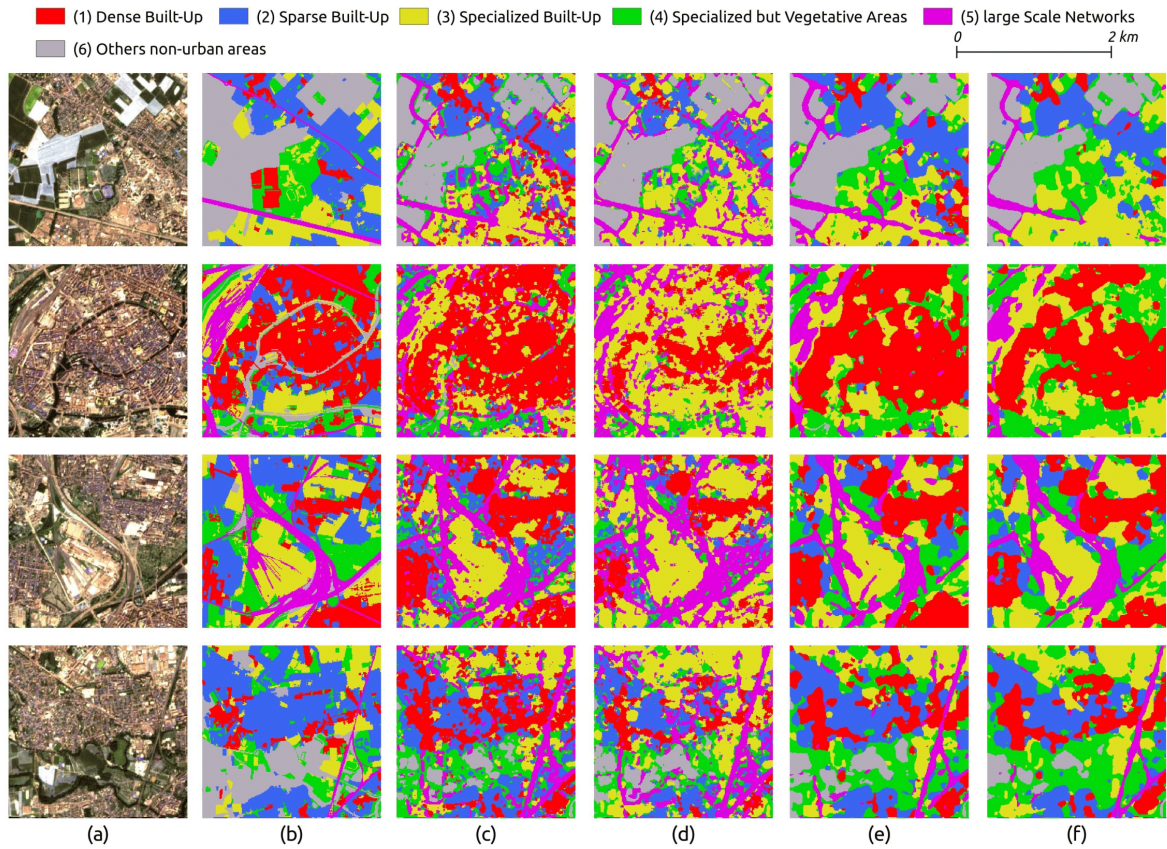 (1) Dense Built-Up (2) Sparse Built-Up (3) Specialized Built-Up (4) Specialized but Vegetative Areas (5) large Scale Networks
(6) Others non-urban areas
0 2 km
(a) (b) (c) (d) (e) (f)